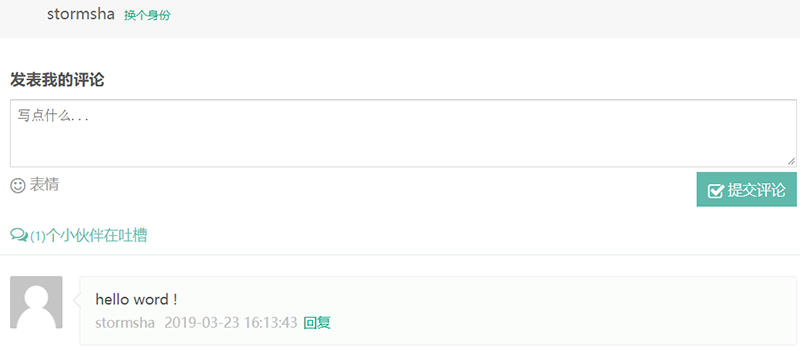 stormsha 换个身份
发表我的评论
写点什么...
表情
提交评论
(1)个小伙伴在吐槽
hello word !
stormsha 2019-03-23 16:13:43 回复